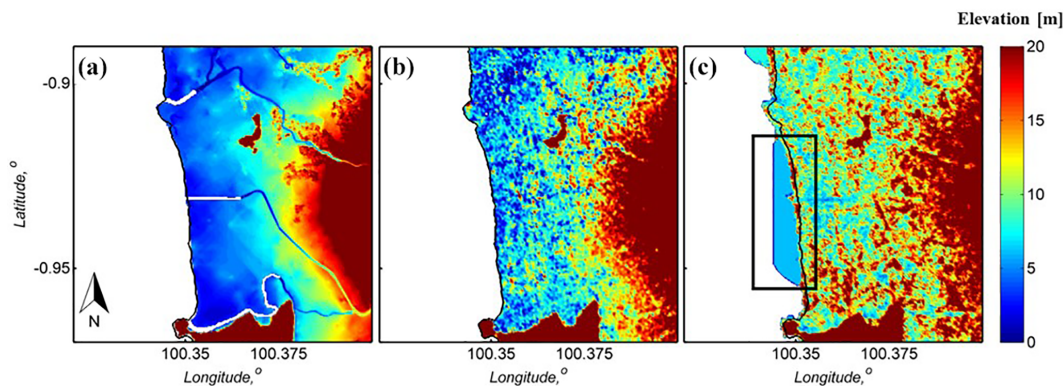 Elevation [m]
(a)
(b)
(c)
20
15
10
5
0
-0.9
-0.95
Latitude,°
N
100.35 100.375
100.35 100.375
100.35 100.375
Longitude,°
Longitude,°
Longitude,°